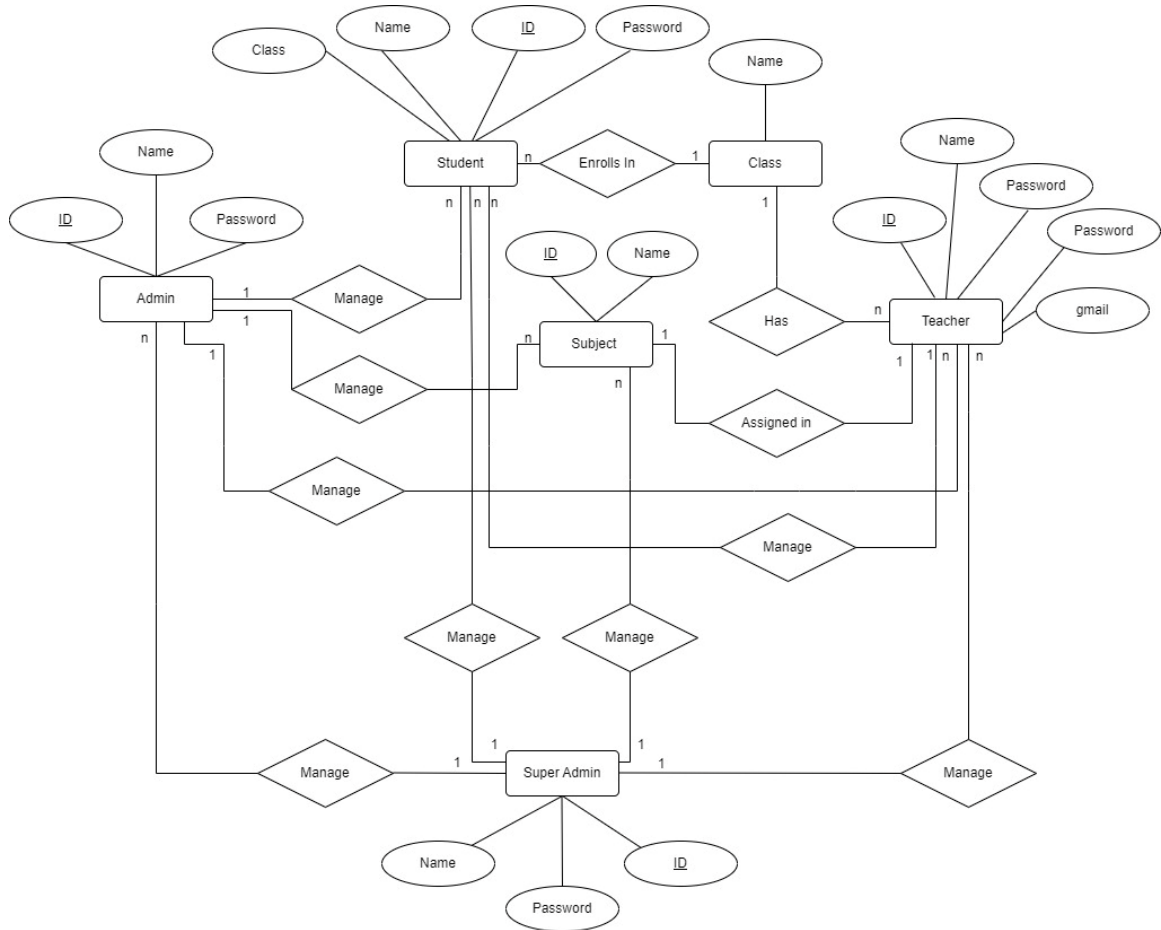 Name
ID
Password
Class
Name
Name
Student
n
Enrolls In
1
Class
Name
Password
Password
gmail
ID
Name
ID
Password
n
n
n
1
ID
Name
Admin
1
Manage
1
Manage
n
Subject
1
n
Has
n
Teacher
n
1
1
1
n
n
Assigned in
Manage
Manage
Manage
Manage
1
1
Manage
1
Super Admin
1
Manage
Name
ID
Password